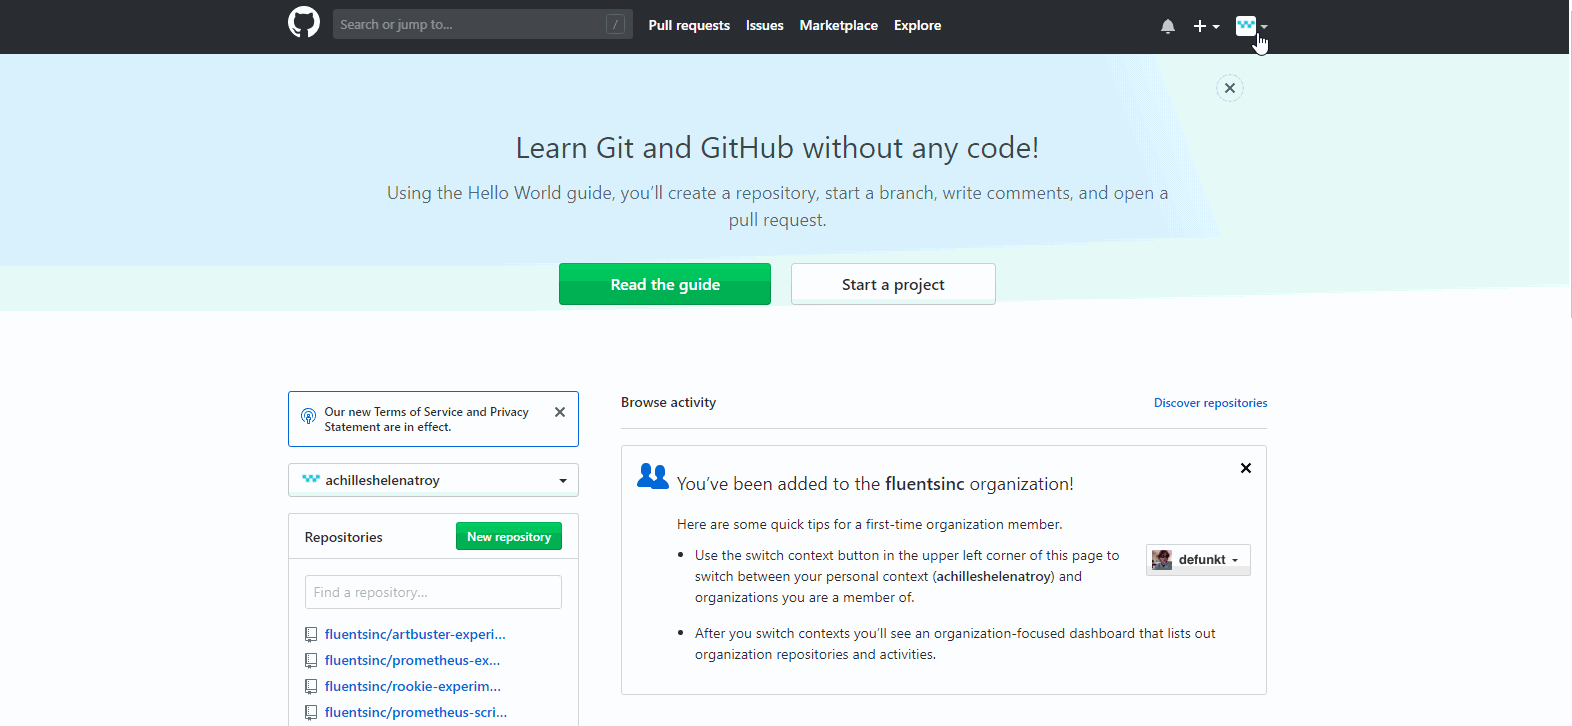 Search or jump to... / Pull requests Issues Marketplace Explore
Learn Git and GitHub without any code!
Using the Hello World guide, you’ll create a repository, start a branch, write comments, and open a
pull request.
Read the guide Start a project
Our new Terms of Service and Privacy
Statement are in effect.
achilleshelenatroy
Repositories New repository
Find a repository...
fluentsinc/artbuster-experi...
fluentsinc/prometheus-ex...
fluentsinc/rookie-experim...
fluentsinc/prometheus-scri...
Browse activity Discover repositories
You’ve been added to the fluentsinc organization!
Here are some quick tips for a first-time organization member.
• Use the switch context button in the upper left corner of this page to
switch between your personal context (achilleshelenatroy) and
organizations you are a member of.
defunkt
• After you switch contexts you’ll see an organization-focused dashboard that lists out
organization repositories and activities.